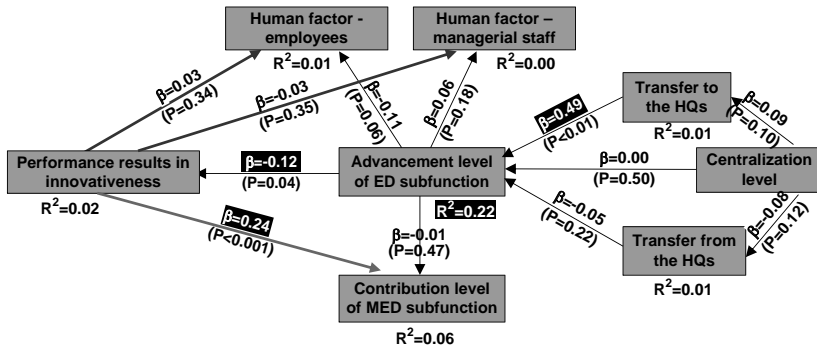 Human factor -
employees
R²=0.01
Human factor –
managerial staff
R²=0.00
β=0.03
(P=0.34)
β=-0.03
(P=0.35)
β=-0.11
(P=0.06)
β=0.06
(P=0.18)
β=0.49
(P<0.01)
Transfer to
the HQs
R²=0.01
β=0.09
(P=0.10)
Performance results in
innovativeness
R²=0.02
β=-0.12
(P=0.04)
Advancement level
of ED subfunction
R²=0.22
β=0.00
(P=0.50)
Centralization
level
β=0.24
(P<0.001)
β=-0.01
(P=0.47)
β=-0.05
(P=0.22)
β=-0.08
(P=0.12)
Transfer from
the HQs
R²=0.01
Contribution level
of MED subfunction
R²=0.06